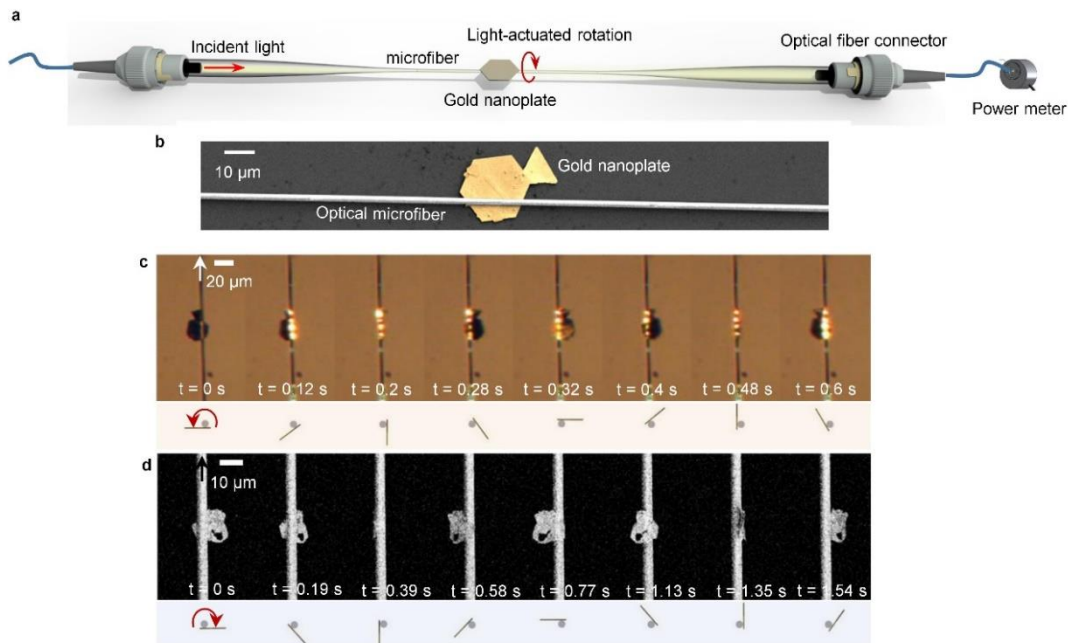 a
Incident light
microfiber
Light-actuated rotation
Optical fiber connector
Gold nanoplate
Power meter
b
10 μm
Gold nanoplate
Optical microfiber
c
20 μm
t = 0 s
t = 0.12 s
t = 0.2 s
t = 0.28 s
t = 0.32 s
t = 0.4 s
t = 0.48 s
t = 0.6 s
d
10 μm
t = 0 s
t = 0.19 s
t = 0.39 s
t = 0.58 s
t = 0.77 s
t = 1.13 s
t = 1.35 s
t = 1.54 s